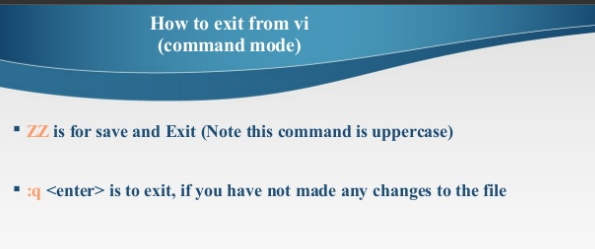 How to exit from vi
(command mode)
▪ ZZ is for save and Exit (Note this command is uppercase)
▪ :q <enter> is to exit, if you have not made any changes to the file